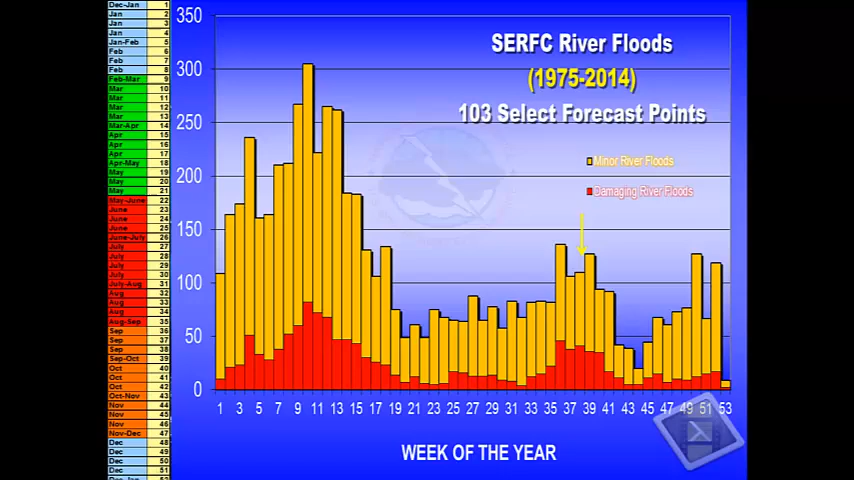 Dec-Jan 1
Jan 2
Jan 3
Jan 4
Jan-Feb 5
Feb 6
Feb 7
Feb 8
Feb-Mar 9
Mar 10
Mar 11
Mar 12
Mar 13
Mar-Apr 14
Apr 15
Apr 16
Apr 17
Apr-May 18
May 19
May 20
May 21
May-June 22
June 23
June 24
June 25
June-July 26
July 27
July 28
July 29
July 30
July-Aug 31
Aug 32
Aug 33
Aug 34
Aug-Sep 35
Sep 36
Sep 37
Sep 38
Sep-Oct 39
Oct 40
Oct 41
Oct 42
Oct-Nov 43
Nov 44
Nov 45
Nov 46
Nov-Dec 47
Dec 48
Dec 49
Dec 50
Dec 51
SERFC River Floods
(1975-2014)
103 Select Forecast Points
Minor River Floods
Damaging River Floods
350
300
250
200
150
100
50
0
1 3 5 7 9 11 13 15 17 19 21 23 25 27 29 31 33 35 37 39 41 43 45 47 49 51 53
WEEK OF THE YEAR